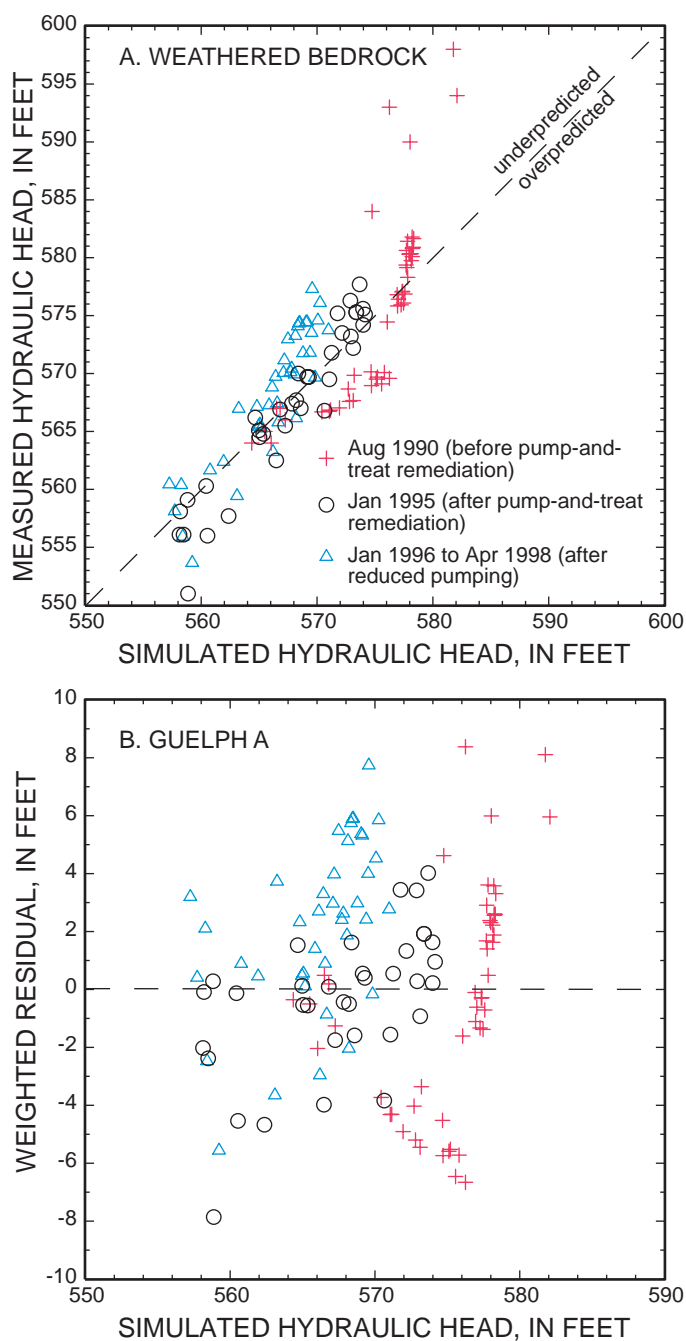 600
595
590
585
580
575
570
565
560
555
550
MEASURED HYDRAULIC HEAD, IN FEET
A. WEATHERED BEDROCK
underpredicted
overpredicted
Aug 1990 (before pump-and-
treat remediation)
Jan 1995 (after pump-and-treat
remediation)
Jan 1996 to Apr 1998 (after
reduced pumping)
550 560 570 580 590 600
SIMULATED HYDRAULIC HEAD, IN FEET
10
8
6
4
2
0
-2
-4
-6
-8
-10
WEIGHTED RESIDUAL, IN FEET
B. GUELPH A
550 560 570 580 590
SIMULATED HYDRAULIC HEAD, IN FEET